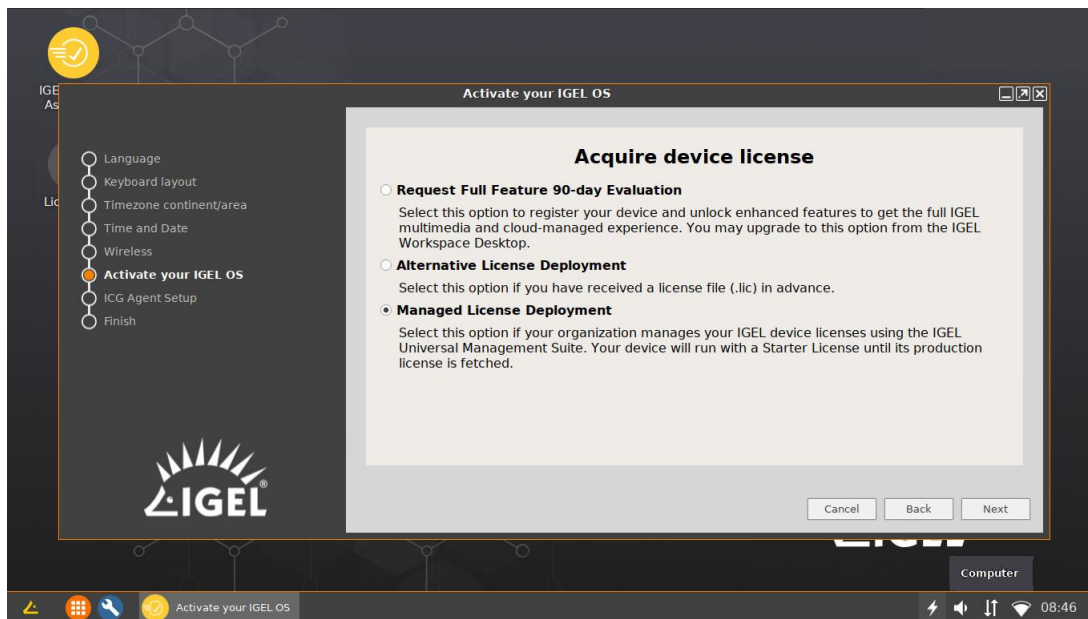 IGE
As
Lic
Activate your IGEL OS
Language
Keyboard layout
Timezone continent/area
Time and Date
Wireless
Activate your IGEL OS
ICG Agent Setup
Finish
IGEL®
Acquire device license
Request Full Feature 90-day Evaluation
Select this option to register your device and unlock enhanced features to get the full IGEL
multimedia and cloud-managed experience. You may upgrade to this option from the IGEL
Workspace Desktop.
Alternative License Deployment
Select this option if you have received a license file (.lic) in advance.
Managed License Deployment
Select this option if your organization manages your IGEL device licenses using the IGEL
Universal Management Suite. Your device will run with a Starter License until its production
license is fetched.
Cancel Back Next
Computer
Activate your IGEL OS 08:46